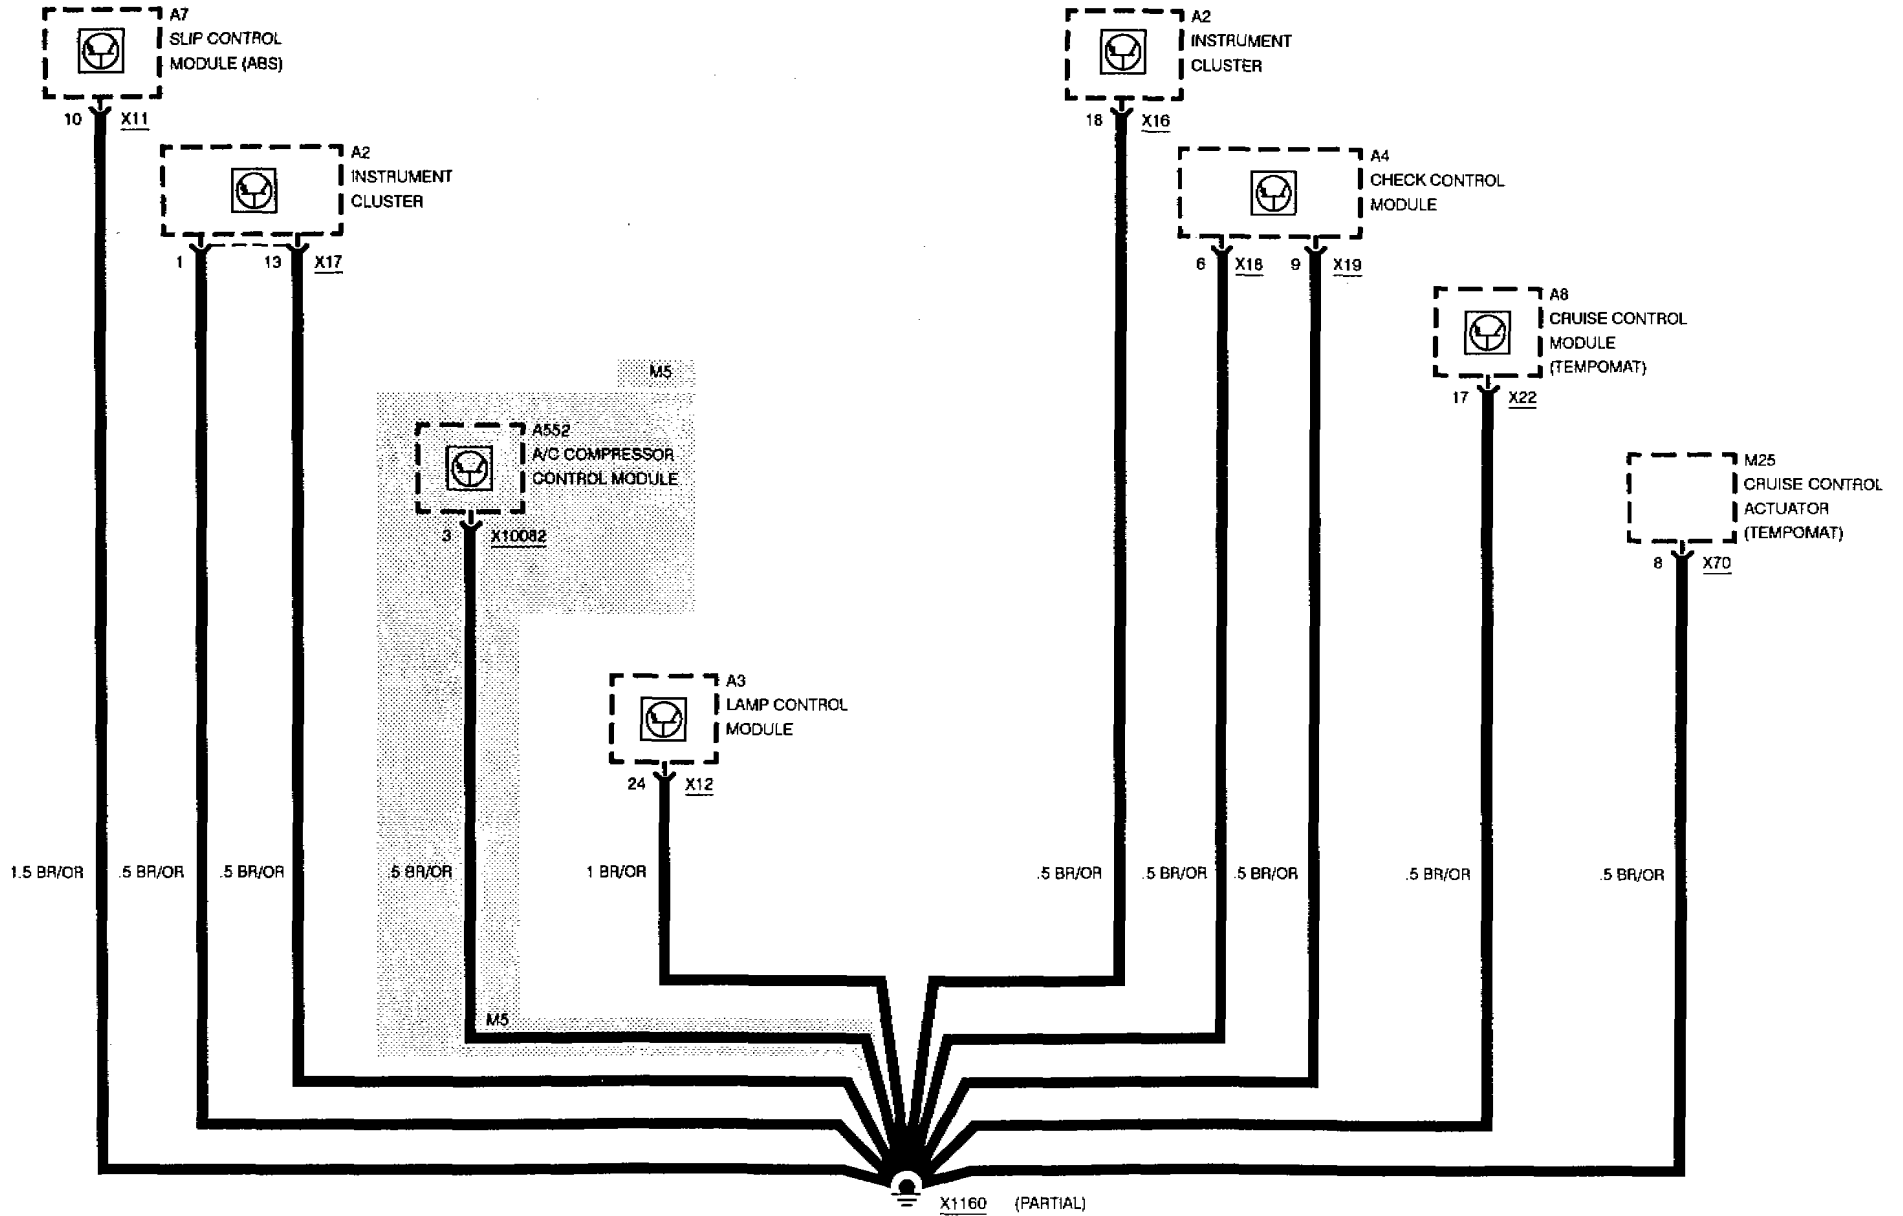 A7
SLIP CONTROL
MODULE (ABS)
10 X11
A2
INSTRUMENT
CLUSTER
1 13 X17
M5
A552
A/C COMPRESSOR
CONTROL MODULE
3 X10082
A3
LAMP CONTROL
MODULE
24 X12
A2
INSTRUMENT
CLUSTER
18 X16
A4
CHECK CONTROL
MODULE
6 X18 9 X19
A8
CRUISE CONTROL
MODULE
(TEMPOMAT)
17 X22
M25
CRUISE CONTROL
ACTUATOR
(TEMPOMAT)
8 X70
1.5 BR/OR .5 BR/OR .5 BR/OR .5 BR/OR 1 BR/OR .5 BR/OR .5 BR/OR .5 BR/OR .5 BR/OR .5 BR/OR
M5
X1160 (PARTIAL)